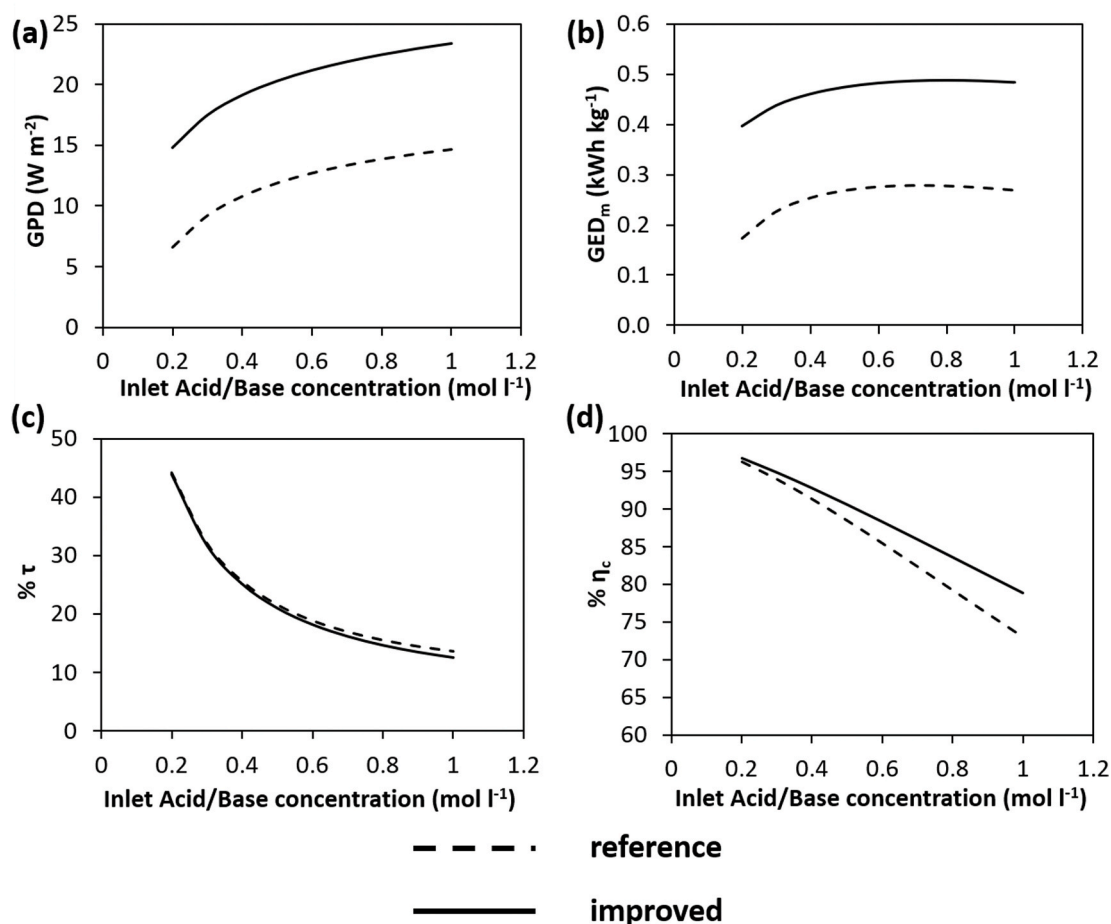 (a)
GPD (W m⁻²)
25
20
15
10
5
0
0 0.2 0.4 0.6 0.8 1 1.2
Inlet Acid/Base concentration (mol l⁻¹)
(b)
GEDₘ (kWh kg⁻¹)
0.6
0.5
0.4
0.3
0.2
0.1
0.0
0 0.2 0.4 0.6 0.8 1 1.2
Inlet Acid/Base concentration (mol l⁻¹)
(c)
% τ
50
40
30
20
10
0
0 0.2 0.4 0.6 0.8 1 1.2
Inlet Acid/Base concentration (mol l⁻¹)
(d)
% η꜀
100
95
90
85
80
75
70
65
60
0 0.2 0.4 0.6 0.8 1 1.2
Inlet Acid/Base concentration (mol l⁻¹)
reference
improved